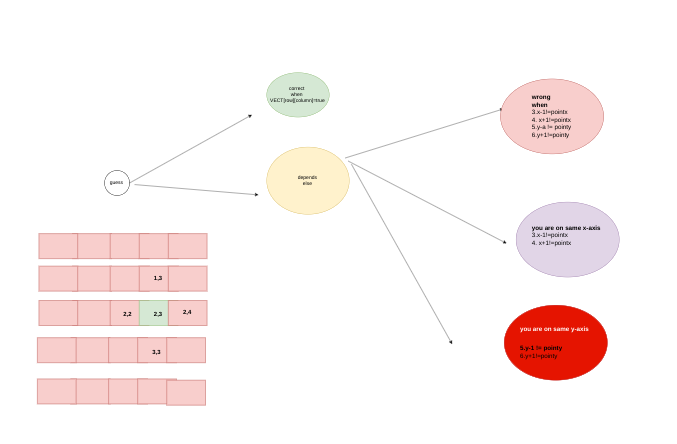 guess
correct
when
VECT[row][column]=true
depends
else
wrong
when
3.x-1!=pointx
4. x+1!=pointx
5.y-a != pointy
6.y+1!=pointy
you are on same x-axis
3.x-1!=pointx
4. x+1!=pointx
you are on same y-axis
5.y-1 != pointy
6.y+1!=pointy
1,3
2,2
2,3
2,4
3,3